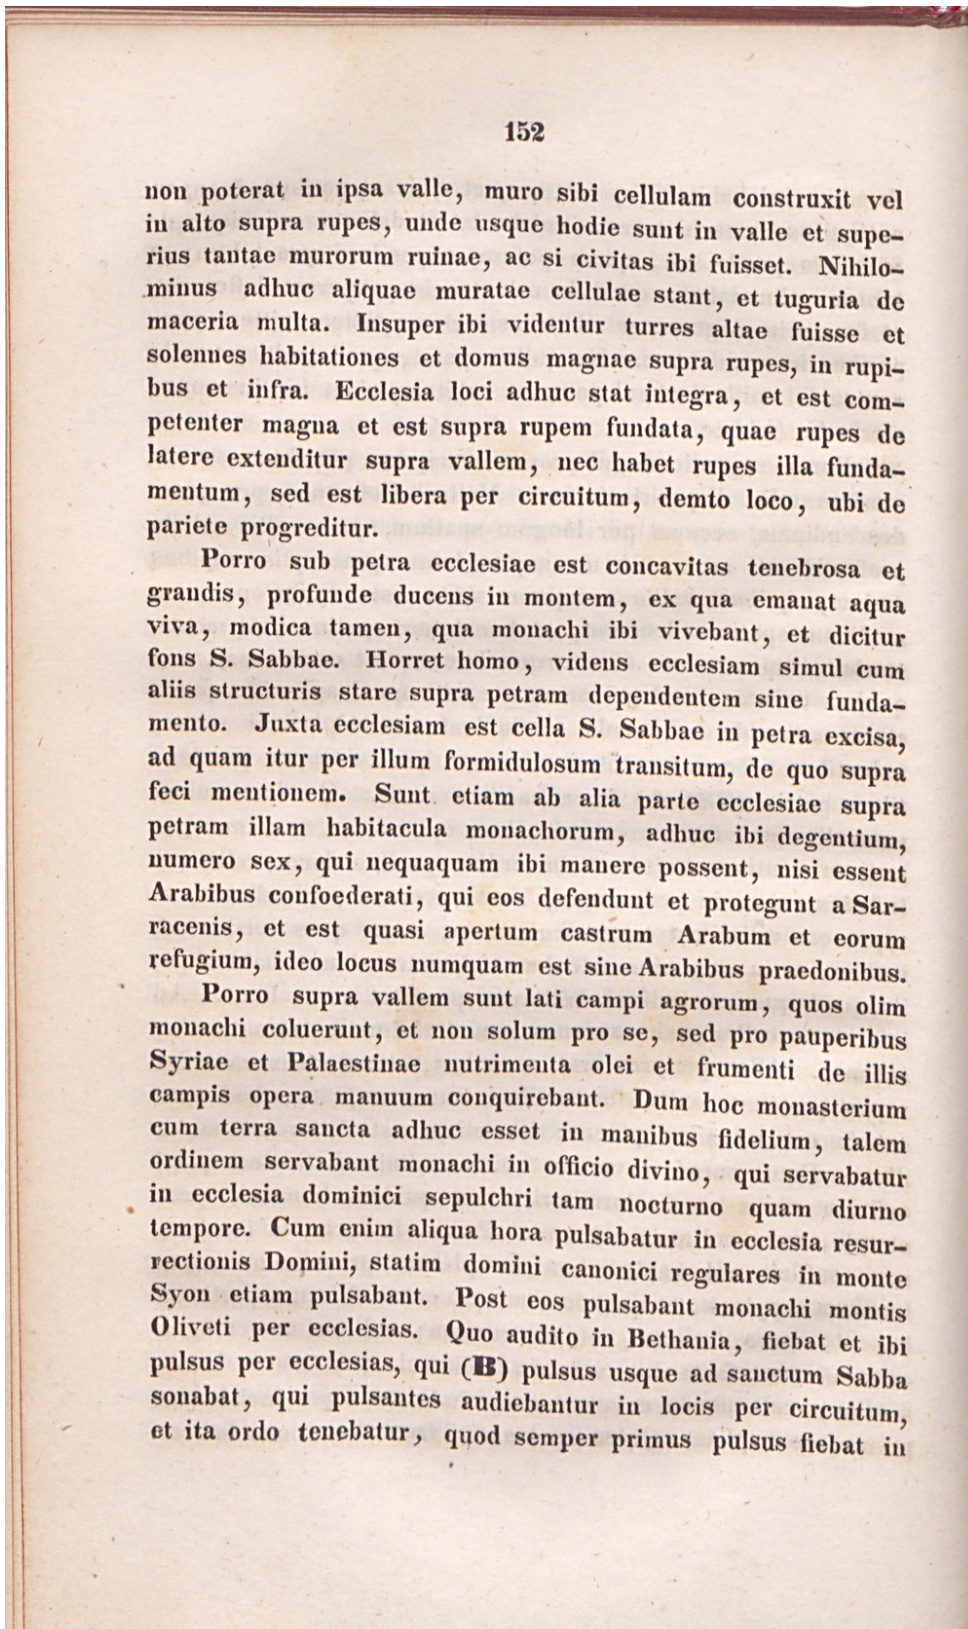 152
non poterat in ipsa valle, muro sibi cellulam construxit vel
in alto supra rupes, unde usque hodie sunt in valle et supe-
rius tantae murorum ruinae, ac si civitas ibi fuisset. Nihilo-
minus adhuc aliquae muratae cellulae stant, et tuguria de
maceria multa. Insuper ibi videntur turres altae fuisse et
solennes habitationes et domus magnae supra rupes, in rupi-
bus et infra. Ecclesia loci adhuc stat integra, et est com-
petenter magna et est supra rupem fundata, quae rupes de
latere extenditur supra vallem, nec habet rupes illa funda-
mentum, sed est libera per circuitum, demto loco, ubi de
pariete progreditur.
Porro sub petra ecclesiae est concavitas tenebrosa et
grandis, profunde ducens in montem, ex qua emanat aqua
viva, modica tamen, qua monachi ibi vivebant, et dicitur
fons S. Sabbae. Horret homo, videns ecclesiam simul cum
aliis structuris stare supra petram dependentem sine funda-
mento. Juxta ecclesiam est cella S. Sabbae in petra excisa,
ad quam itur per illum formidulosum transitum, de quo supra
feci mentionem. Sunt etiam ab alia parte ecclesiae supra
petram illam habitacula monachorum, adhuc ibi degentium,
numero sex, qui nequaquam ibi manere possent, nisi essent
Arabibus confoederati, qui eos defendunt et protegunt a Sar-
racenis, et est quasi apertum castrum Arabum et eorum
refugium, ideo locus numquam est sine Arabibus praedonibus.
Porro supra vallem sunt lati campi agrorum, quos olim
monachi coluerunt, et non solum pro se, sed pro pauperibus
Syriae et Palaestinae nutrimenta olei et frumenti de illis
campis opera manuum conquirebant. Dum hoc monasterium
cum terra sancta adhuc esset in manibus fidelium, talem
ordinem servabant monachi in officio divino, qui servabatur
in ecclesia dominici sepulchri tam nocturno quam diurno
tempore. Cum enim aliqua hora pulsabatur in ecclesia resur-
rectionis Domini, statim domini canonici regulares in monte
Syon etiam pulsabant. Post eos pulsabant monachi montis
Oliveti per ecclesias. Quo audito in Bethania, fiebat et ibi
pulsus per ecclesias, qui (B) pulsus usque ad sanctum Sabba
sonabat, qui pulsantes audiebantur in locis per circuitum,
et ita ordo tenebatur, quod semper primus pulsus fiebat in